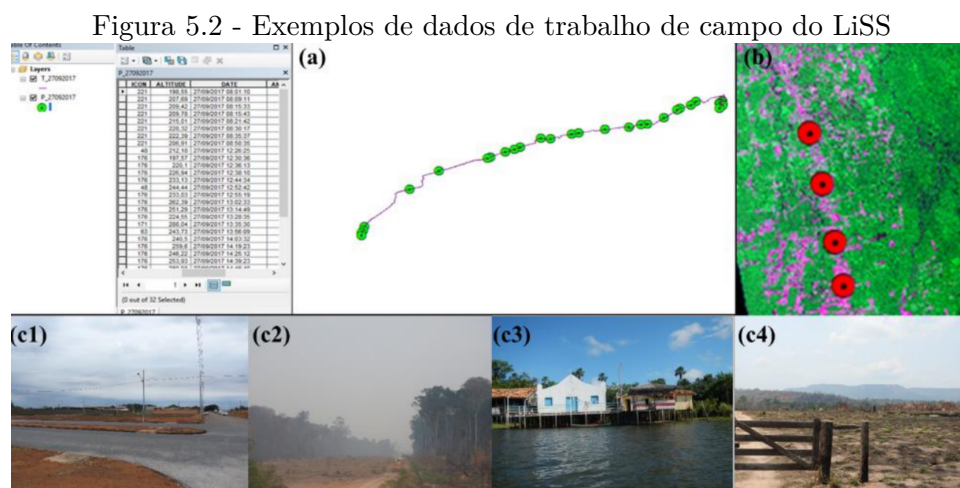 Figura 5.2 - Exemplos de dados de trabalho de campo do LiSS
Table Of Contents
Layers
T_27092017
P_27092017
Table
P_27092017
ICON ALTITUDE DATE
221 198,55 27/09/2017 08:01:10
221 207,69 27/09/2017 08:09:11
221 209,42 27/09/2017 08:15:33
221 209,78 27/09/2017 08:15:43
221 215,01 27/09/2017 08:21:42
221 228,32 27/09/2017 08:30:17
221 222,39 27/09/2017 08:35:37
221 206,91 27/09/2017 08:58:35
48 212,18 27/09/2017 12:26:25
176 197,57 27/09/2017 12:30:36
176 220,1 27/09/2017 12:36:13
176 226,94 27/09/2017 12:38:10
176 233,13 27/09/2017 12:44:34
48 244,44 27/09/2017 12:52:42
176 233,03 27/09/2017 12:55:19
176 262,39 27/09/2017 13:02:33
176 251,29 27/09/2017 13:14:49
176 224,55 27/09/2017 13:28:35
171 288,04 27/09/2017 13:35:30
63 243,73 27/09/2017 13:56:09
176 240,5 27/09/2017 14:03:32
176 259,6 27/09/2017 14:19:23
176 246,22 27/09/2017 14:25:12
176 253,93 27/09/2017 14:39:23
1
(0 out of 32 Selected)
P_27092017
(a)
(b)
(c1)
(c2)
(c3)
(c4)